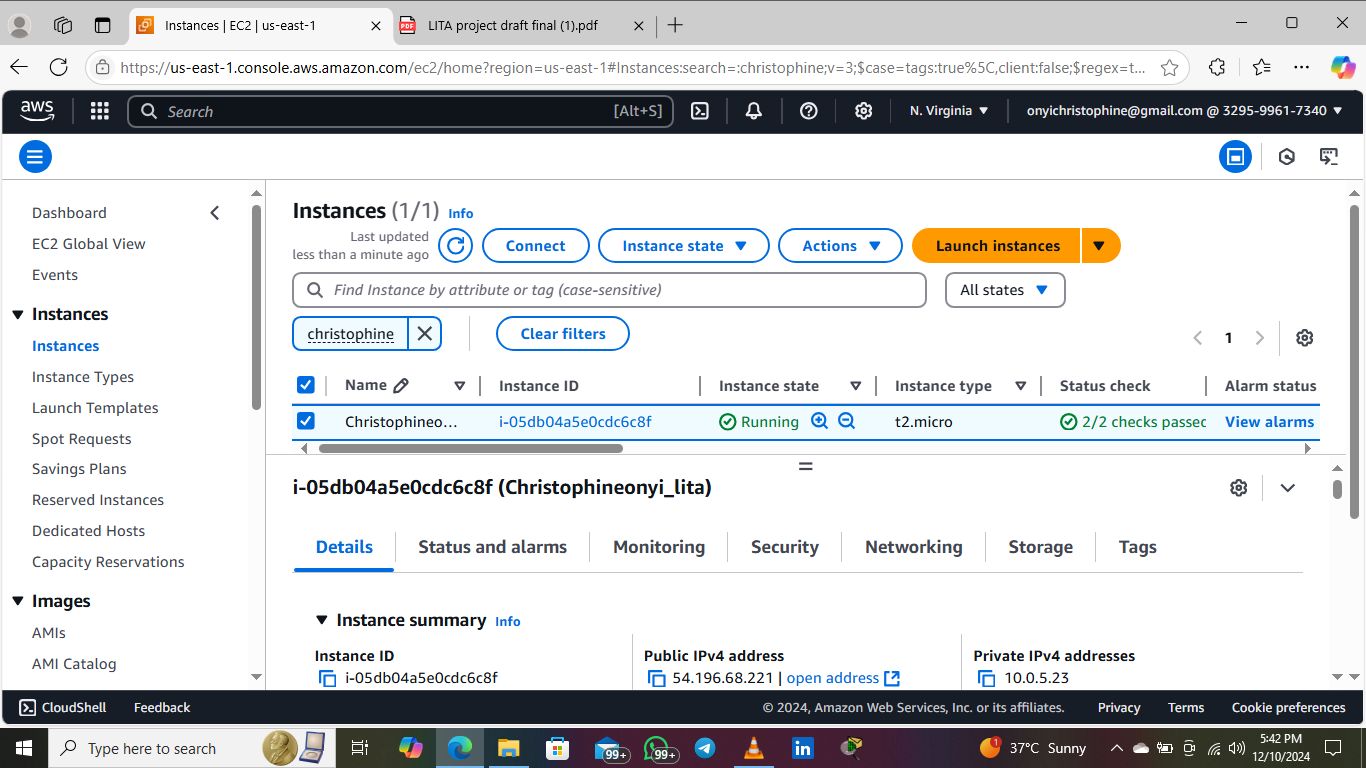 Instances | EC2 | us-east-1
LITA project draft final (1).pdf
https://us-east-1.console.aws.amazon.com/ec2/home?region=us-east-1#Instances:search=:christophine;v=3;$case=tags:true%5C,client:false;$regex=t...
aws
Search
[Alt+S]
N. Virginia
onyichristophine@gmail.com @ 3295-9961-7340
Dashboard
EC2 Global View
Events
Instances
Instances
Instance Types
Launch Templates
Spot Requests
Savings Plans
Reserved Instances
Dedicated Hosts
Capacity Reservations
Images
AMIs
AMI Catalog
Instances (1/1) Info
Last updated
less than a minute ago
Connect
Instance state
Actions
Launch instances
Find Instance by attribute or tag (case-sensitive)
All states
christophine
Clear filters
1
Name Instance ID Instance state Instance type Status check Alarm status
Christophineo... i-05db04a5e0cdc6c8f Running t2.micro 2/2 checks passed View alarms
i-05db04a5e0cdc6c8f (Christophineonyi_lita)
Details Status and alarms Monitoring Security Networking Storage Tags
Instance summary Info
Instance ID
i-05db04a5e0cdc6c8f
Public IPv4 address
54.196.68.221 | open address
Private IPv4 addresses
10.0.5.23
CloudShell Feedback © 2024, Amazon Web Services, Inc. or its affiliates. Privacy Terms Cookie preferences
Type here to search
99+
99+
1
37°C Sunny
5:42 PM
12/10/2024